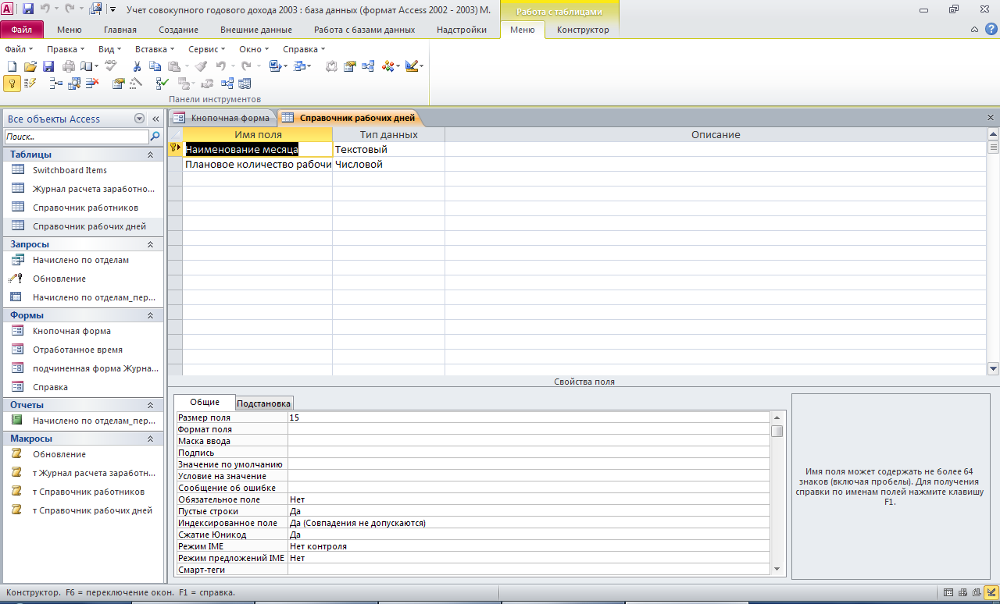 Учет совокупного годового дохода 2003 : база данных (формат Access 2002 - 2003) М.
Работа с таблицами
Файл Меню Главная Создание Внешние данные Работа с базами данных Надстройки Меню Конструктор
Файл Правка Вид Вставка Сервис Окно Справка
Панели инструментов
Все объекты Access
Поиск...
Таблицы
Switchboard Items
Журнал расчета заработно...
Справочник работников
Справочник рабочих дней
Запросы
Начислено по отделам
Обновление
Начислено по отделам_пер...
Формы
Кнопочная форма
Отработанное время
подчиненная форма Журна...
Справка
Отчеты
Начислено по отделам_пер...
Макросы
Обновление
т Журнал расчета заработн...
т Справочник работников
т Справочник рабочих дней
Кнопочная форма Справочник рабочих дней
Имя поля Тип данных Описание
Наименование месяца Текстовый
Плановое количество рабочи Числовой
Свойства поля
Общие Подстановка
Размер поля 15
Формат поля
Маска ввода
Подпись
Значение по умолчанию
Условие на значение
Сообщение об ошибке
Обязательное поле Нет
Пустые строки Да
Индексированное поле Да (Совпадения не допускаются)
Сжатие Юникод Да
Режим IME Нет контроля
Режим предложений IME Нет
Смарт-теги
Имя поля может содержать не более 64
знаков (включая пробелы). Для получения
справки по именам полей нажмите клавишу
F1.
Конструктор. F6 = переключение окон. F1 = справка.